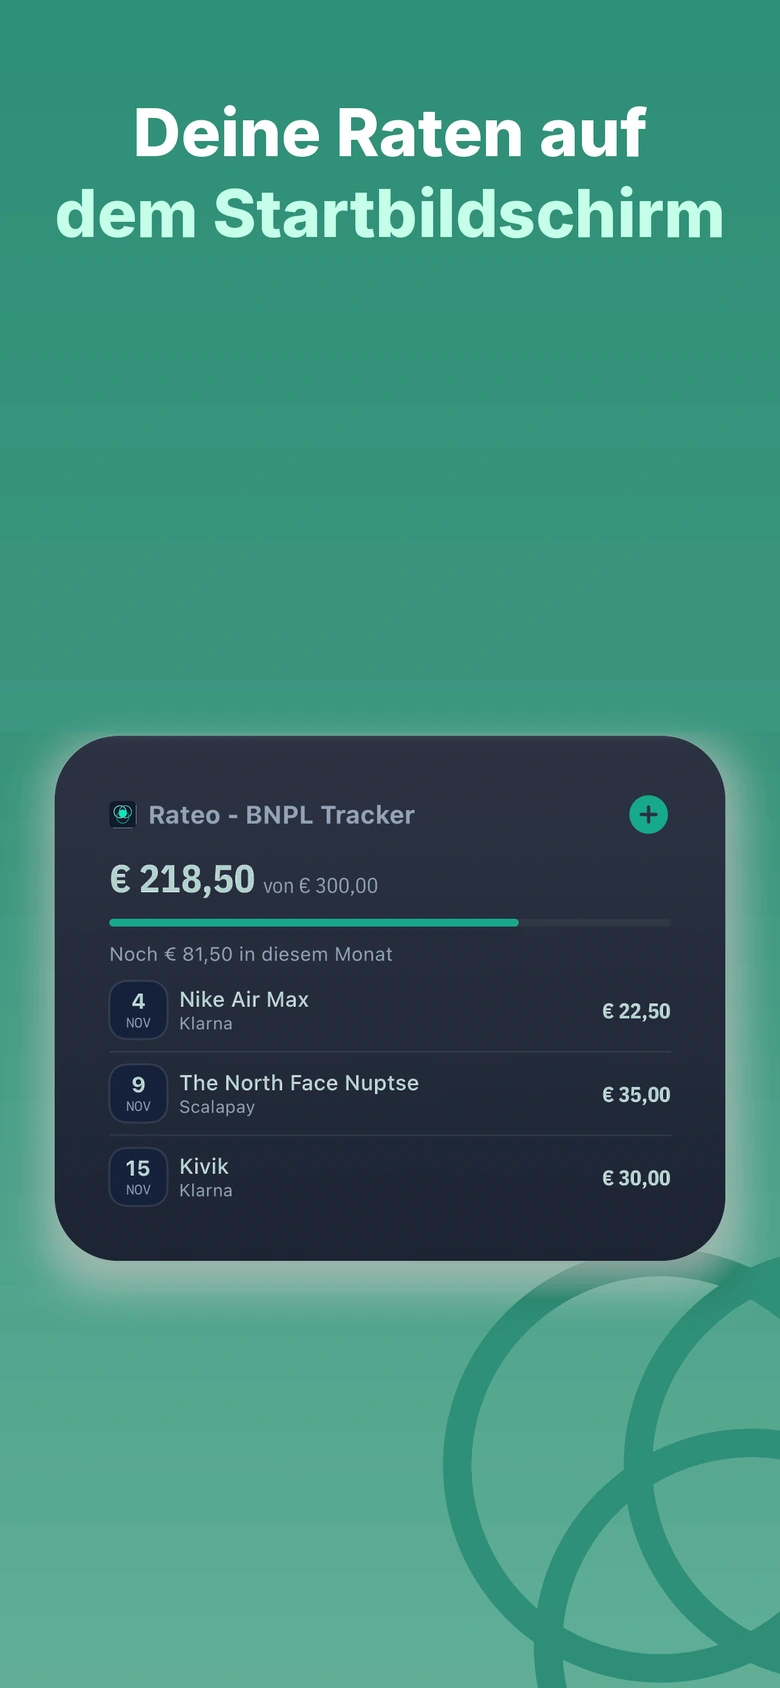 Deine Raten auf
dem Startbildschirm
Rateo - BNPL Tracker
€ 218,50 von € 300,00
Noch € 81,50 in diesem Monat
4
NOV
Nike Air Max
Klarna
€ 22,50
9
NOV
The North Face Nuptse
Scalapay
€ 35,00
15
NOV
Kivik
Klarna
€ 30,00